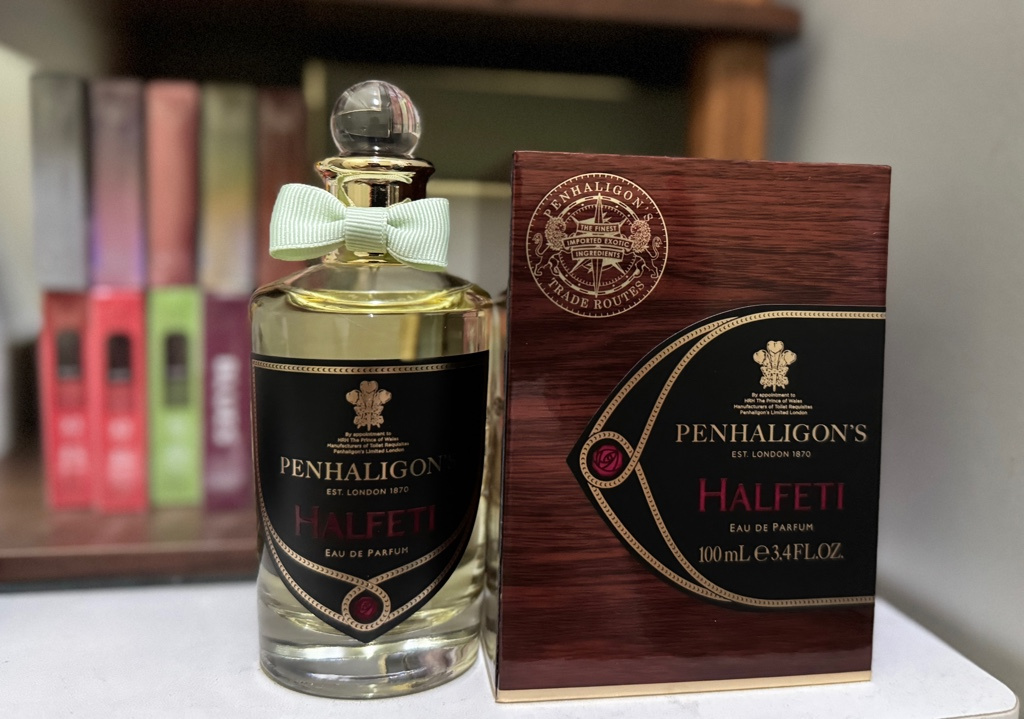 By appointment to
HRH The Prince of Wales
Manufacturers of Toilet Requisites
Penhaligon's Limited London
PENHALIGON'S
EST. LONDON 1870
HALFETI
EAU DE PARFUM
PENHALIGON'S
THE FINEST
IMPORTED EXOTIC
INGREDIENTS
TRADE ROUTES
By appointment to
HRH The Prince of Wales
Manufacturers of Toilet Requisites
Penhaligon's Limited London
PENHALIGON'S
EST. LONDON 1870
HALFETI
EAU DE PARFUM
100 mL ℮ 3.4 FL.OZ.